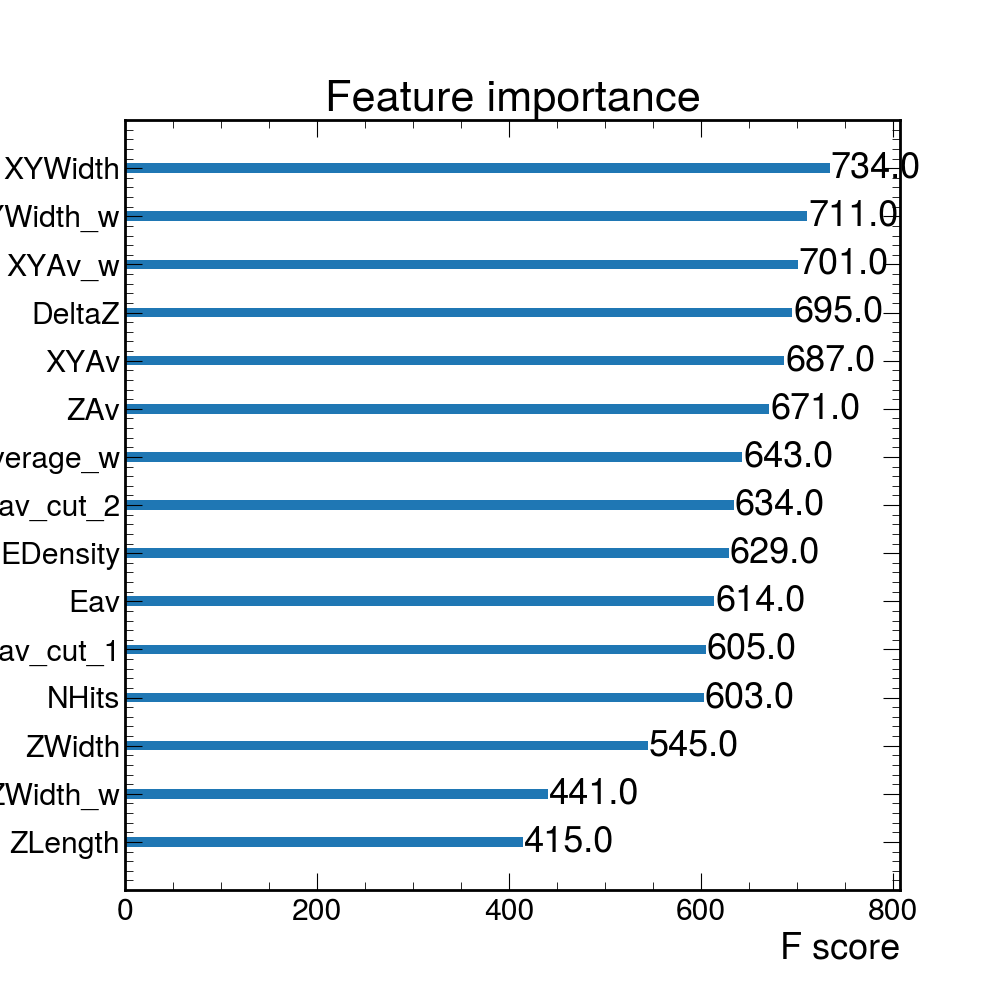 Feature importance
XYWidth 734.0
YWidth_w 711.0
XYAv_w 701.0
DeltaZ 695.0
XYAv 687.0
ZAv 671.0
verage_w 643.0
av_cut_2 634.0
EDensity 629.0
Eav 614.0
av_cut_1 605.0
NHits 603.0
ZWidth 545.0
ZWidth_w 441.0
ZLength 415.0
0 200 400 600 800
F score